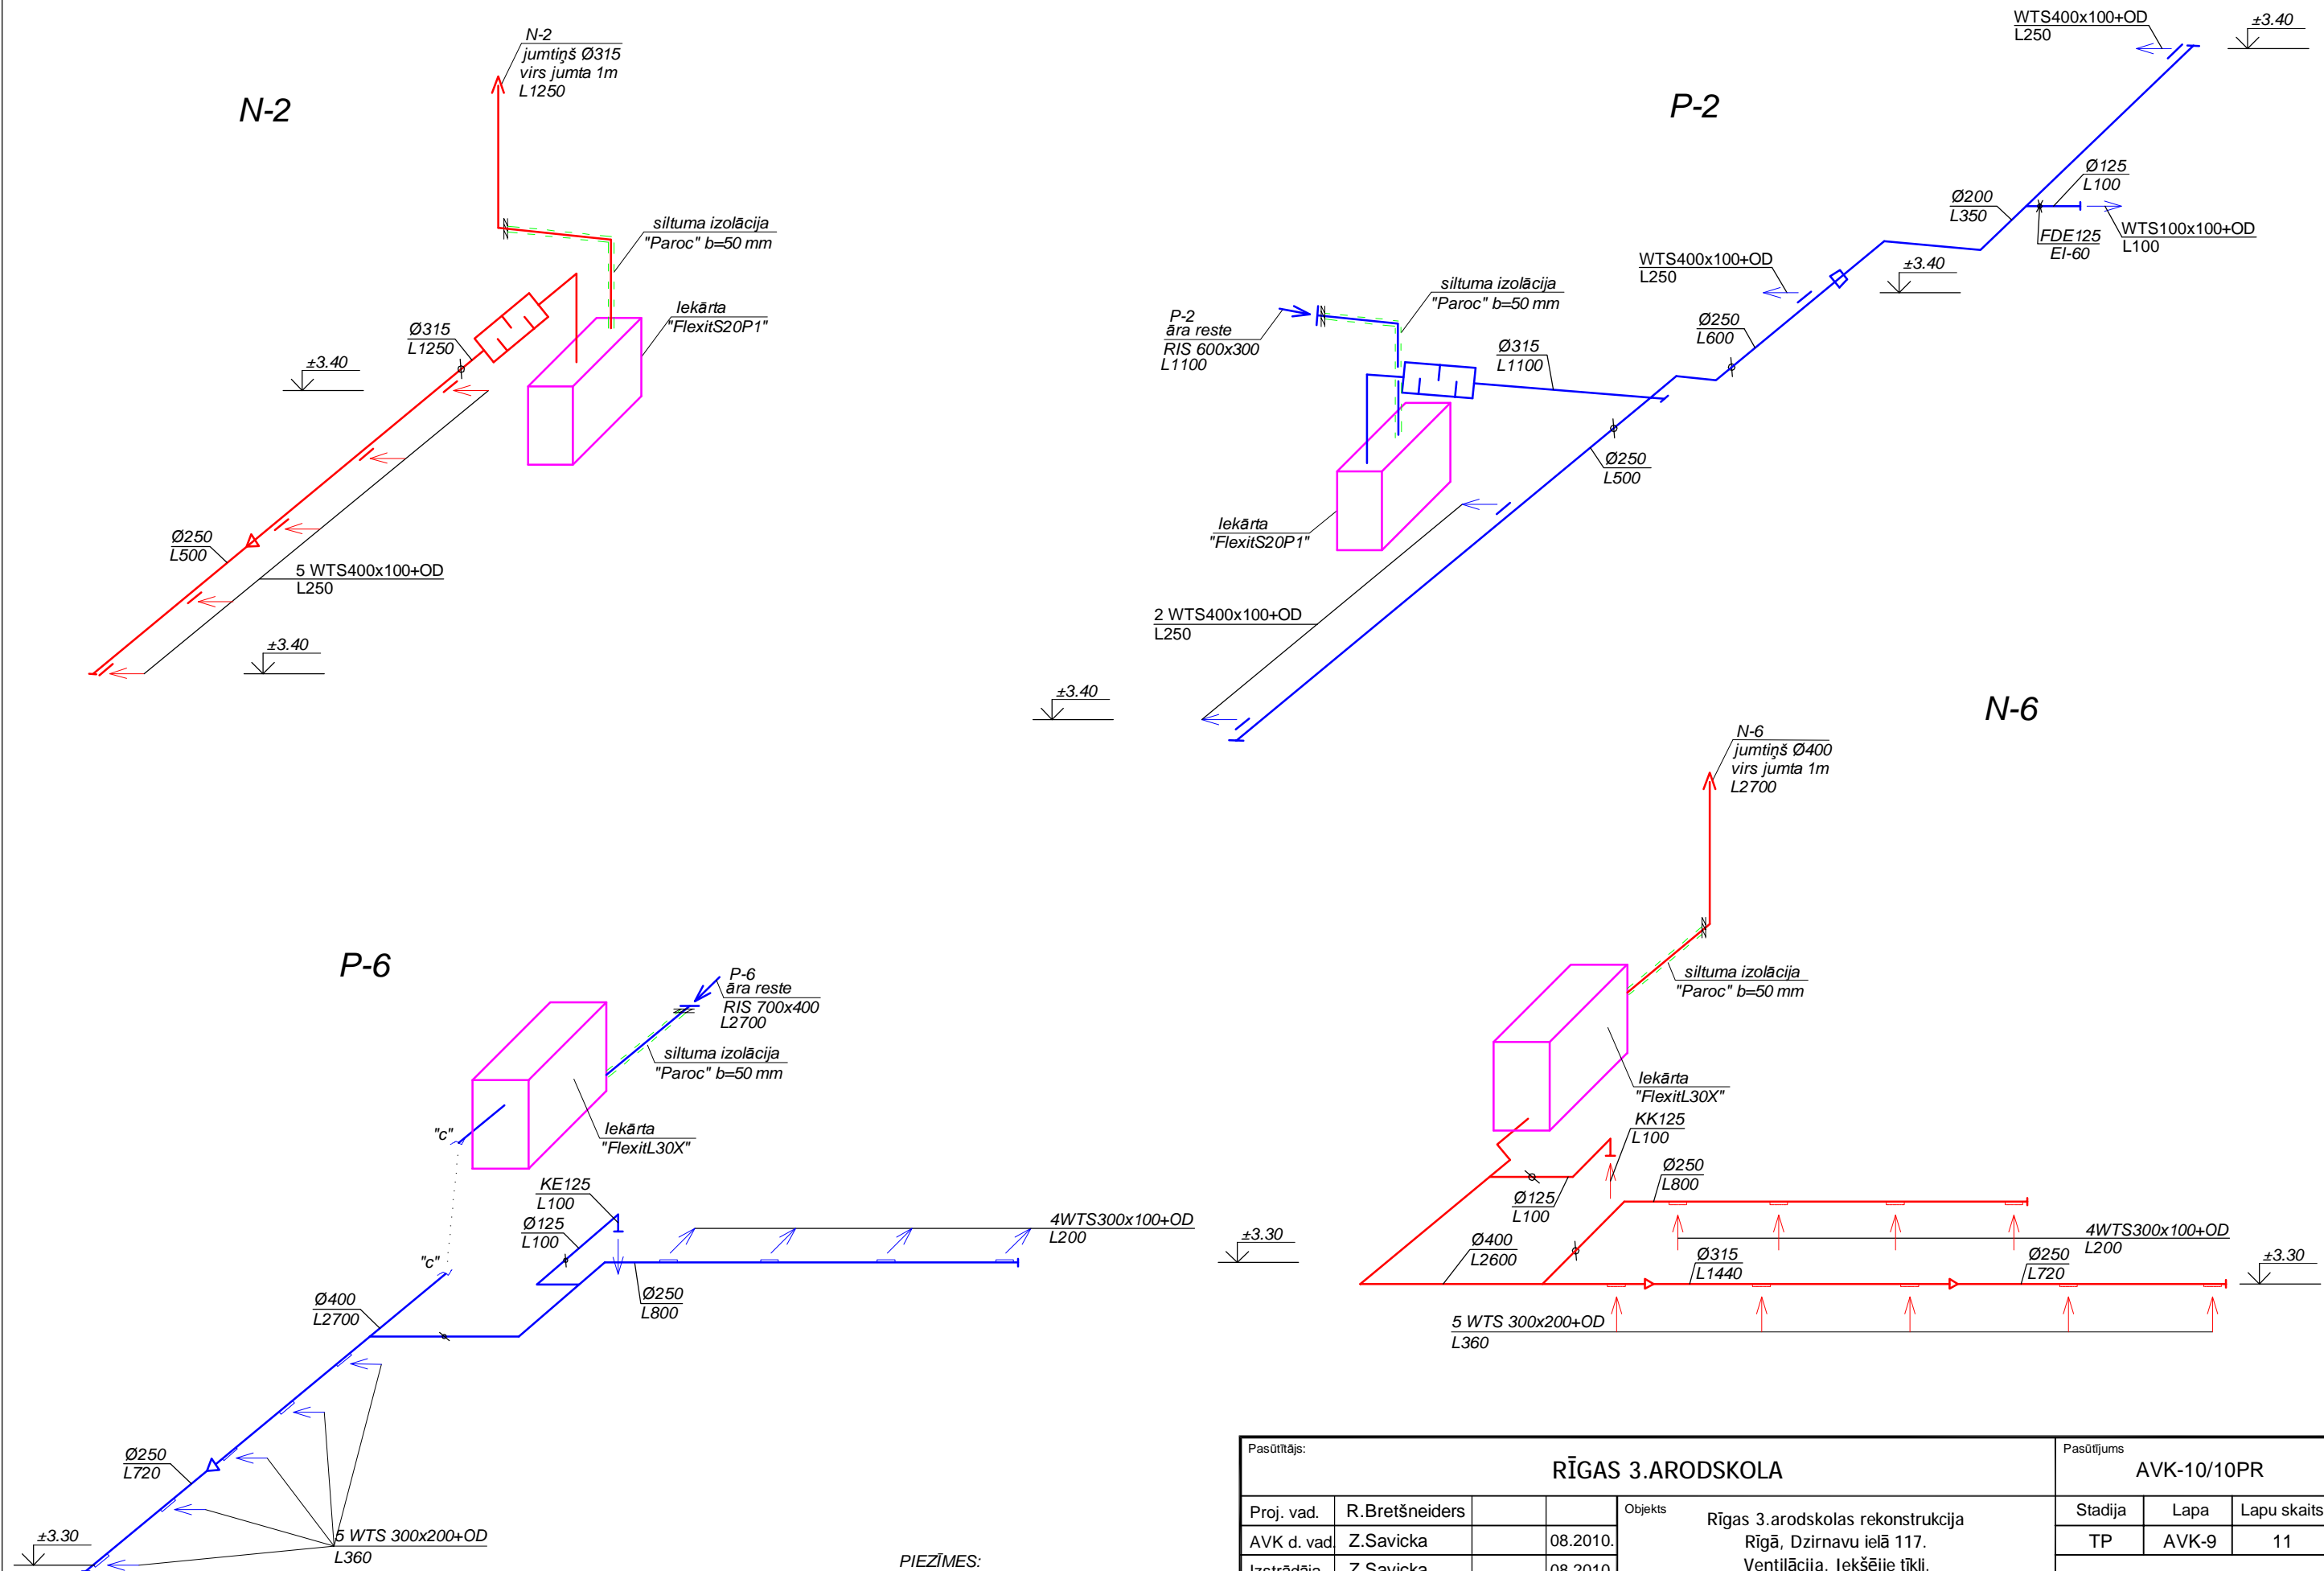 N-2
N-2
jumtiņš Ø315
virs jumta 1m
L1250
siltuma izolācija
"Paroc" b=50 mm
Iekārta
"FlexitS20P1"
Ø315
L1250
±3.40
Ø250
L500
5 WTS400x100+OD
L250
±3.40
P-2
WTS400x100+OD
L250
±3.40
Ø125
L100
Ø200
L350
WTS100x100+OD
L100
FDE125
EI-60
WTS400x100+OD
L250
±3.40
siltuma izolācija
"Paroc" b=50 mm
P-2
āra reste
RIS 600x300
L1100
Ø315
L1100
Ø250
L600
Ø250
L500
Iekārta
"FlexitS20P1"
2 WTS400x100+OD
L250
±3.40
N-6
N-6
jumtiņš Ø400
virs jumta 1m
L2700
siltuma izolācija
"Paroc" b=50 mm
Iekārta
"FlexitL30X"
KK125
L100
Ø250
L800
Ø125
L100
4WTS300x100+OD
L200
Ø400
L2600
Ø315
L1440
Ø250
L720
±3.30
±3.30
5 WTS 300x200+OD
L360
P-6
P-6
āra reste
RIS 700x400
L2700
siltuma izolācija
"Paroc" b=50 mm
Iekārta
"FlexitL30X"
"c"
"c"
KE125
L100
Ø125
L100
4WTS300x100+OD
L200
Ø250
L800
Ø400
L2700
Ø250
L720
±3.30
5 WTS 300x200+OD
L360
PIEZĪMES:
Pasūtītājs:
RĪGAS 3.ARODSKOLA
Pasūtījums
AVK-10/10PR
Proj. vad. R.Bretšneiders
AVK d. vad. Z.Savicka 08.2010.
Izstrādāja Z.Savicka 08.2010.
Objekts
Rīgas 3.arodskolas rekonstrukcija
Rīgā, Dzirnavu ielā 117.
Ventilācija. Iekšējie tīkli.
Stadija Lapa Lapu skaits
TP AVK-9 11